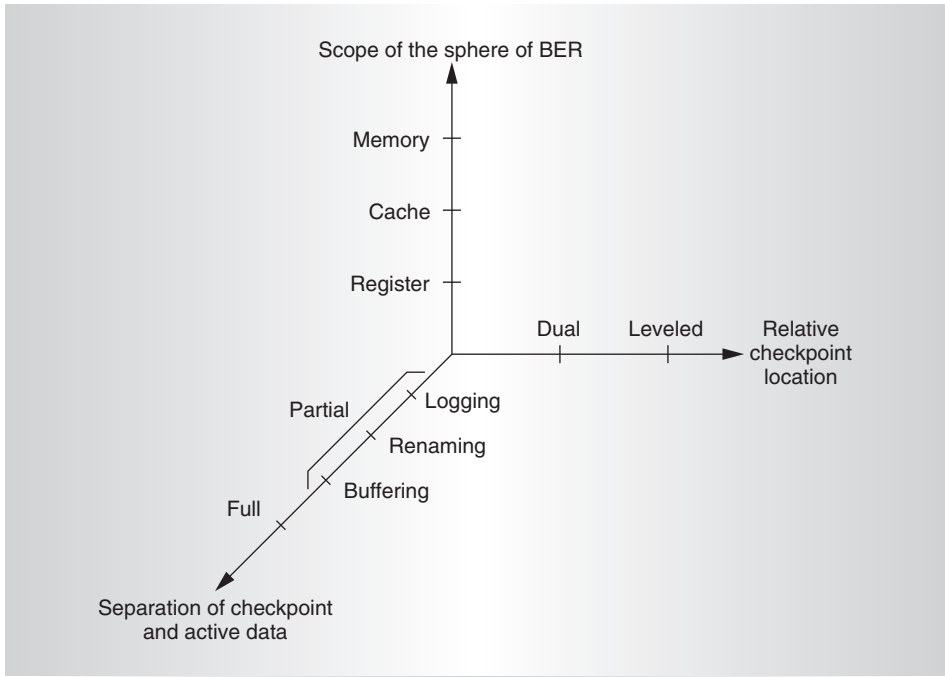 Scope of the sphere of BER
Memory
Cache
Register
Dual
Leveled
Relative
checkpoint
location
Partial
Logging
Renaming
Buffering
Full
Separation of checkpoint
and active data